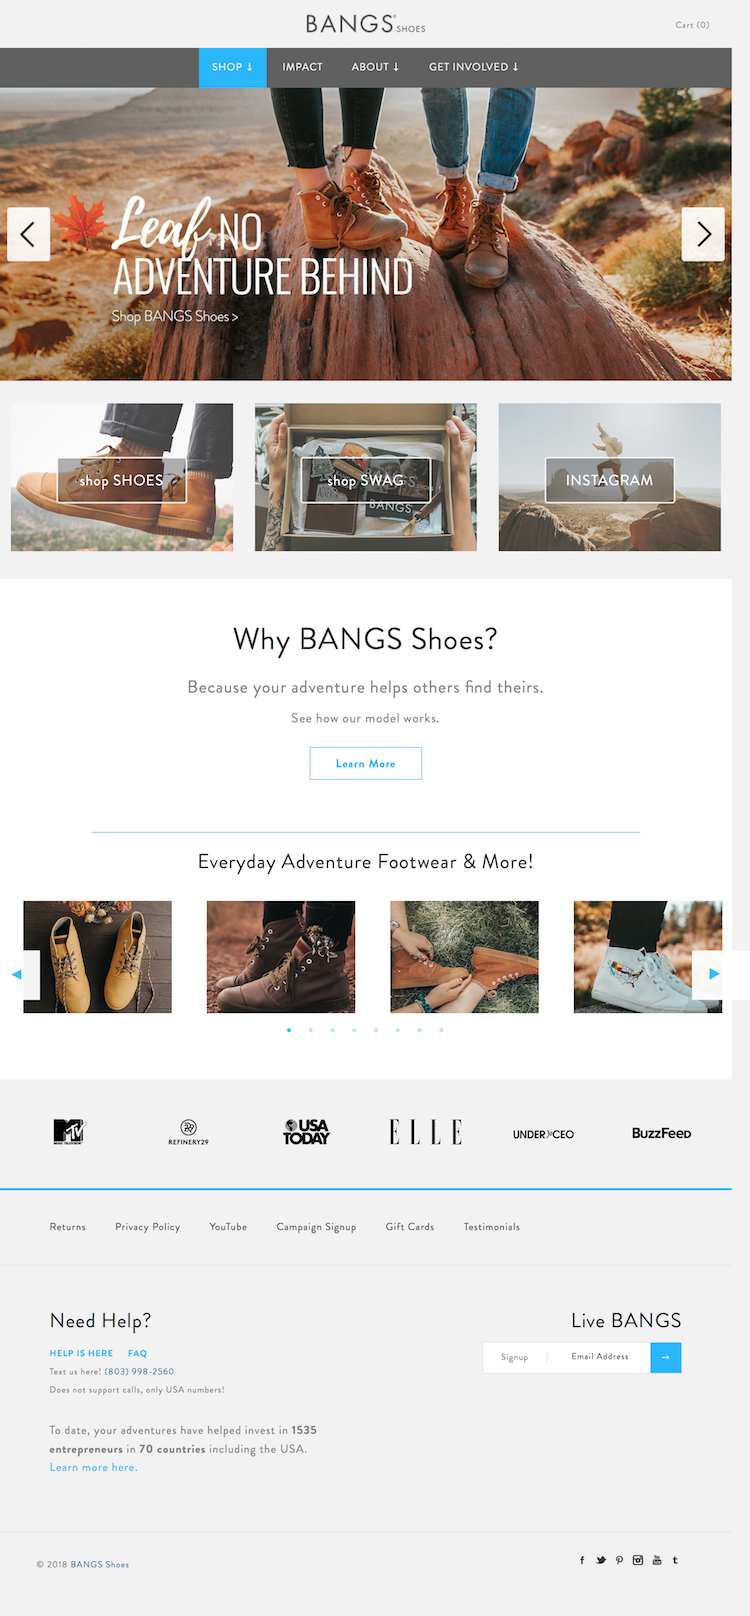 BANGS® SHOES
Cart (0)
SHOP ↓ IMPACT ABOUT ↓ GET INVOLVED ↓
Leaf NO
ADVENTURE BEHIND
Shop BANGS Shoes >
shop SHOES
shop SWAG
BANGS
INSTAGRAM
Why BANGS Shoes?
Because your adventure helps others find theirs.
See how our model works.
Learn More
Everyday Adventure Footwear & More!
MTV
MUSIC TELEVISION
REFINERY29
USA
TODAY
ELLE
UNDER30CEO
BuzzFeed
Returns Privacy Policy YouTube Campaign Signup Gift Cards Testimonials
Need Help?
HELP IS HERE FAQ
Text us here! (803) 998-2560
Does not support calls, only USA numbers!
To date, your adventures have helped invest in 1535
entrepreneurs in 70 countries including the USA.
Learn more here.
Live BANGS
Signup Email Address →
© 2018 BANGS Shoes